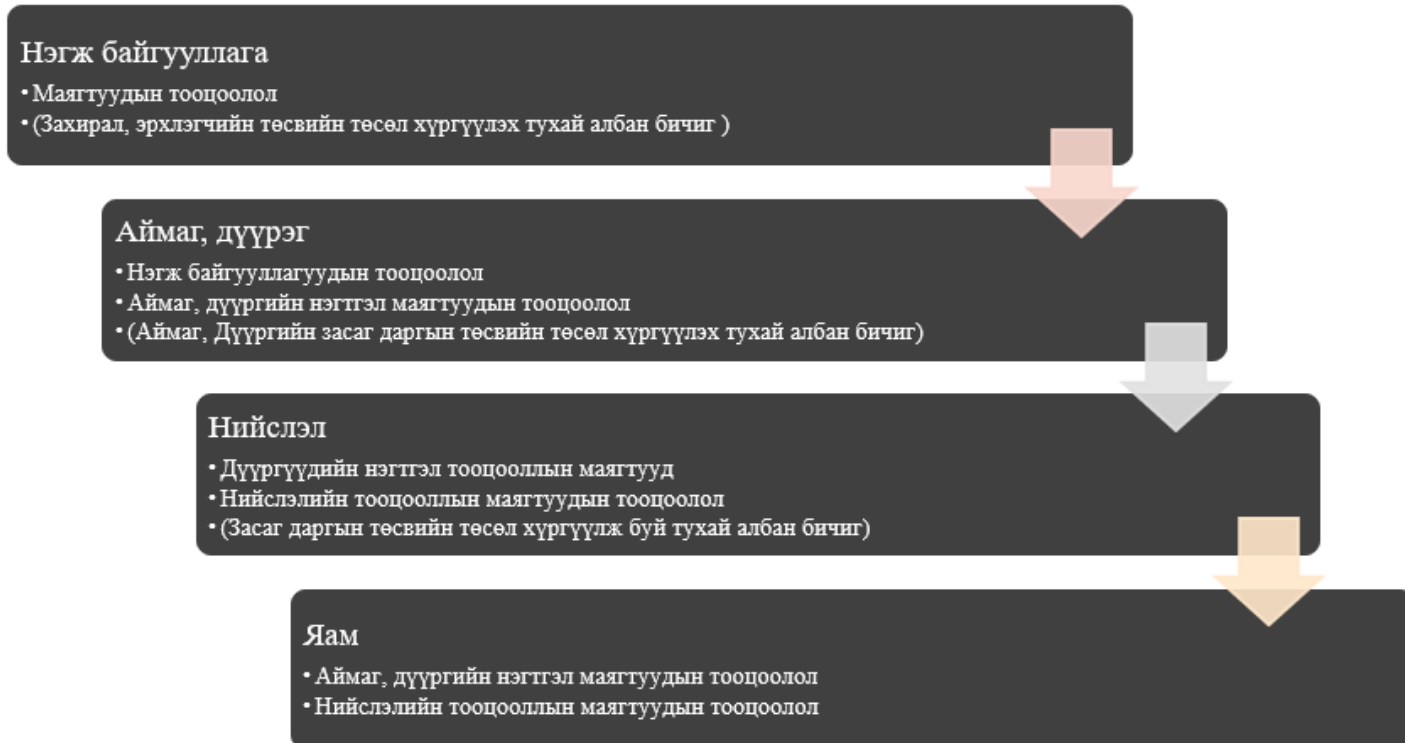 Нэгж байгууллага
• Маягтуудын тооцоолол
• (Захирал, эрхлэгчийн төсвийн төсөл хүргүүлэх тухай албан бичиг )
Аймаг, дүүрэг
• Нэгж байгууллагуудын тооцоолол
• Аймаг, дүүргийн нэгтгэл маягтуудын тооцоолол
• (Аймаг, Дүүргийн засаг даргын төсвийн төсөл хүргүүлэх тухай албан бичиг)
Нийслэл
• Дүүргүүдийн нэгтгэл тооцооллын маягтууд
• Нийслэлийн тооцооллын маягтуудын тооцоолол
• (Засаг даргын төсвийн төсөл хүргүүлж буй тухай албан бичиг)
Яам
• Аймаг, дүүргийн нэгтгэл маягтуудын тооцоолол
• Нийслэлийн тооцооллын маягтуудын тооцоолол